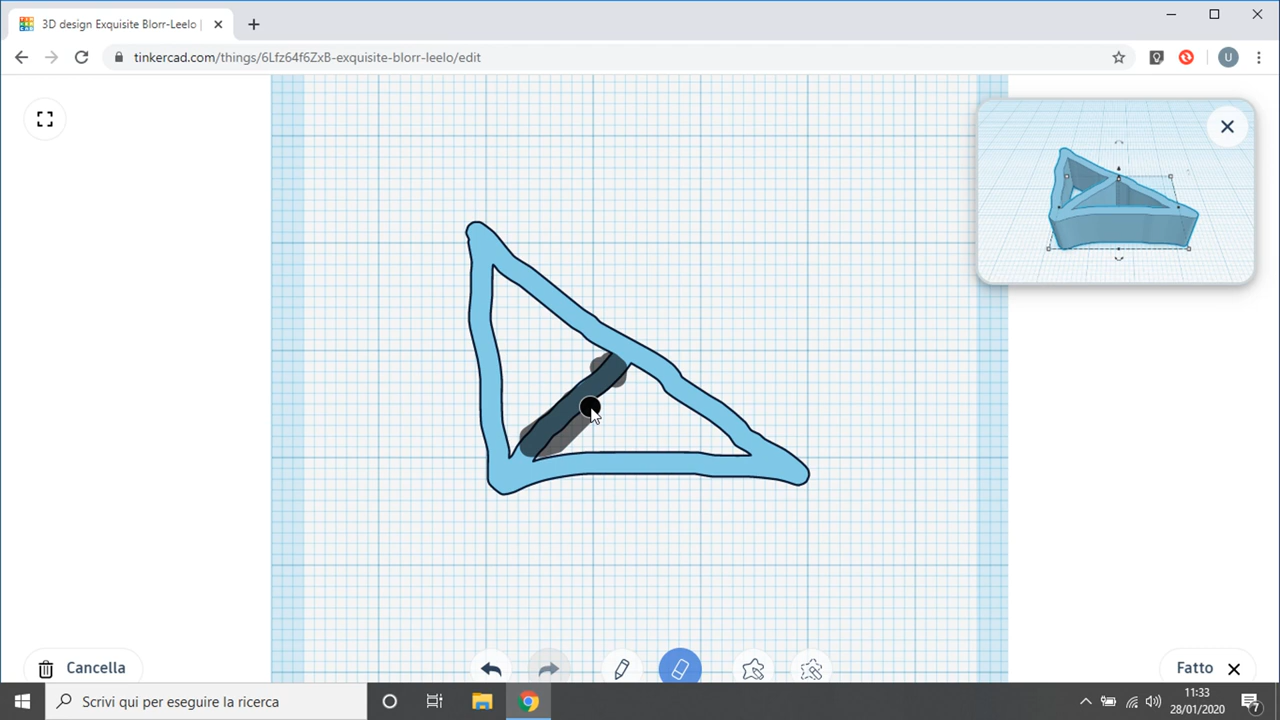 3D design Exquisite Blorr-Leelo |
tinkercad.com/things/6Lfz64f6ZxB-exquisite-blorr-leelo/edit
U
Cancella
Fatto
Scrivi qui per eseguire la ricerca
11:33
28/01/2020
7